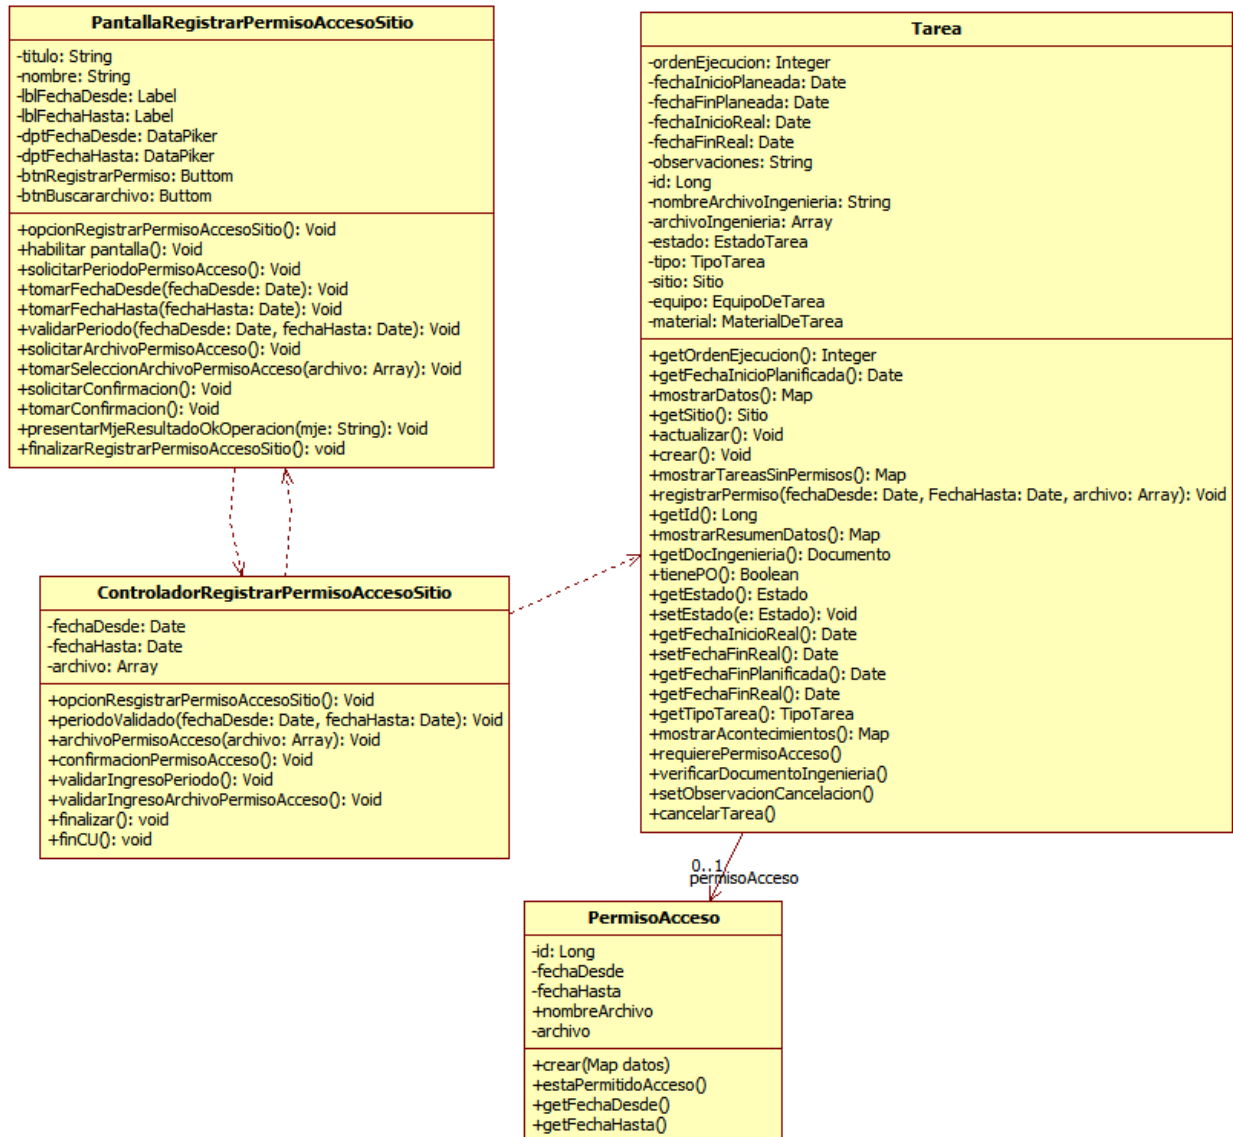 PantallaRegistrarPermisoAccesoSitio
-titulo: String
-nombre: String
-lblFechaDesde: Label
-lblFechaHasta: Label
-dptFechaDesde: DataPiker
-dptFechaHasta: DataPiker
-btnRegistrarPermiso: Buttom
-btnBuscararchivo: Buttom
+opcionRegistrarPermisoAccesoSitio(): Void
+habilitar pantalla(): Void
+solicitarPeriodoPermisoAcceso(): Void
+tomarFechaDesde(fechaDesde: Date): Void
+tomarFechaHasta(fechaHasta: Date): Void
+validarPeriodo(fechaDesde: Date, fechaHasta: Date): Void
+solicitarArchivoPermisoAcceso(): Void
+tomarSeleccionArchivoPermisoAcceso(archivo: Array): Void
+solicitarConfirmacion(): Void
+tomarConfirmacion(): Void
+presentarMjeResultadoOkOperacion(mje: String): Void
+finalizarRegistrarPermisoAccesoSitio(): void
Tarea
-ordenEjecucion: Integer
-fechaInicioPlaneada: Date
-fechaFinPlaneada: Date
-fechaInicioReal: Date
-fechaFinReal: Date
-observaciones: String
-id: Long
-nombreArchivoIngenieria: String
-archivoIngenieria: Array
-estado: EstadoTarea
-tipo: TipoTarea
-sitio: Sitio
-equipo: EquipoDeTarea
-material: MaterialDeTarea
+getOrdenEjecucion(): Integer
+getFechaInicioPlanificada(): Date
+mostrarDatos(): Map
+getSitio(): Sitio
+actualizar(): Void
+crear(): Void
+mostrarTareasSinPermisos(): Map
+registrarPermiso(fechaDesde: Date, FechaHasta: Date, archivo: Array): Void
+getId(): Long
+mostrarResumenDatos(): Map
+getDocIngenieria(): Documento
+tienePO(): Boolean
+getEstado(): Estado
+setEstado(e: Estado): Void
+getFechaInicioReal(): Date
+setFechaFinReal(): Date
+getFechaFinPlanificada(): Date
+getFechaFinReal(): Date
+getTipoTarea(): TipoTarea
+mostrarAcontecimientos(): Map
+requierePermisoAcceso()
+verificarDocumentoIngenieria()
+setObservacionCancelacion()
+cancelarTarea()
ControladorRegistrarPermisoAccesoSitio
-fechaDesde: Date
-fechaHasta: Date
-archivo: Array
+opcionResgistrarPermisoAccesoSitio(): Void
+periodoValidado(fechaDesde: Date, fechaHasta: Date): Void
+archivoPermisoAcceso(archivo: Array): Void
+confirmacionPermisoAcceso(): Void
+validarIngresoPeriodo(): Void
+validarIngresoArchivoPermisoAcceso(): Void
+finalizar(): void
+finCU(): void
0..1
permisoAcceso
PermisoAcceso
-id: Long
-fechaDesde
-fechaHasta
+nombreArchivo
-archivo
+crear(Map datos)
+estaPermitidoAcceso()
+getFechaDesde()
+getFechaHasta()